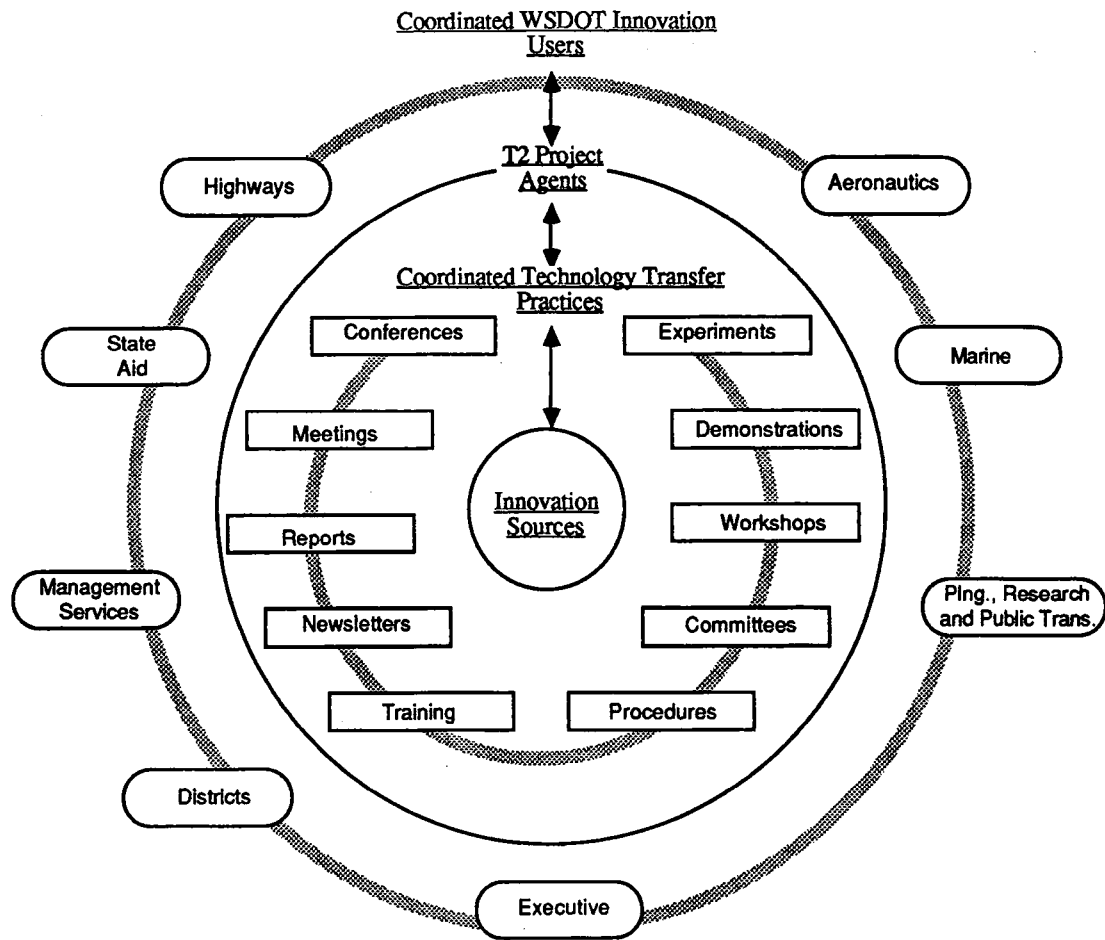 Coordinated WSDOT Innovation
Users
T2 Project
Agents
Highways
Aeronautics
Coordinated Technology Transfer
Practices
Conferences
Experiments
State
Aid
Marine
Meetings
Demonstrations
Innovation
Sources
Reports
Workshops
Management
Services
Plng., Research
and Public Trans.
Newsletters
Committees
Training
Procedures
Districts
Executive